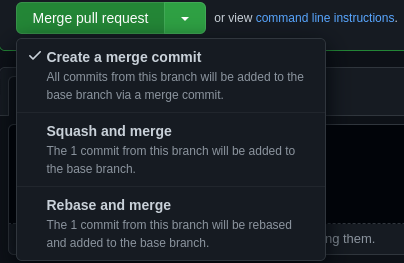 Merge pull request
or view command line instructions.
Create a merge commit
All commits from this branch will be added to the
base branch via a merge commit.
Squash and merge
The 1 commit from this branch will be added to
the base branch.
Rebase and merge
The 1 commit from this branch will be rebased
and added to the base branch.
them.